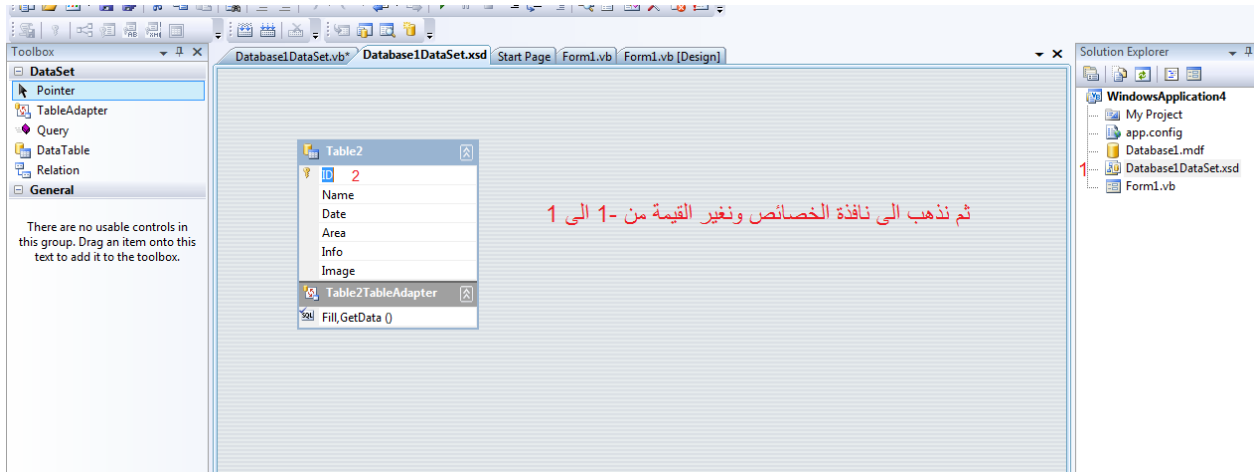 Toolbox
DataSet
Pointer
TableAdapter
Query
DataTable
Relation
General
There are no usable controls in
this group. Drag an item onto this
text to add it to the toolbox.
Database1DataSet.vb* Database1DataSet.xsd Start Page Form1.vb Form1.vb [Design]
Table2
ID 2
Name
Date
Area
Info
Image
Table2TableAdapter
SQL Fill,GetData ()
ثم نذهب الى نافذة الخصائص ونغير القيمة من -1 الى 1
Solution Explorer
WindowsApplication4
My Project
app.config
Database1.mdf
1 Database1DataSet.xsd
Form1.vb